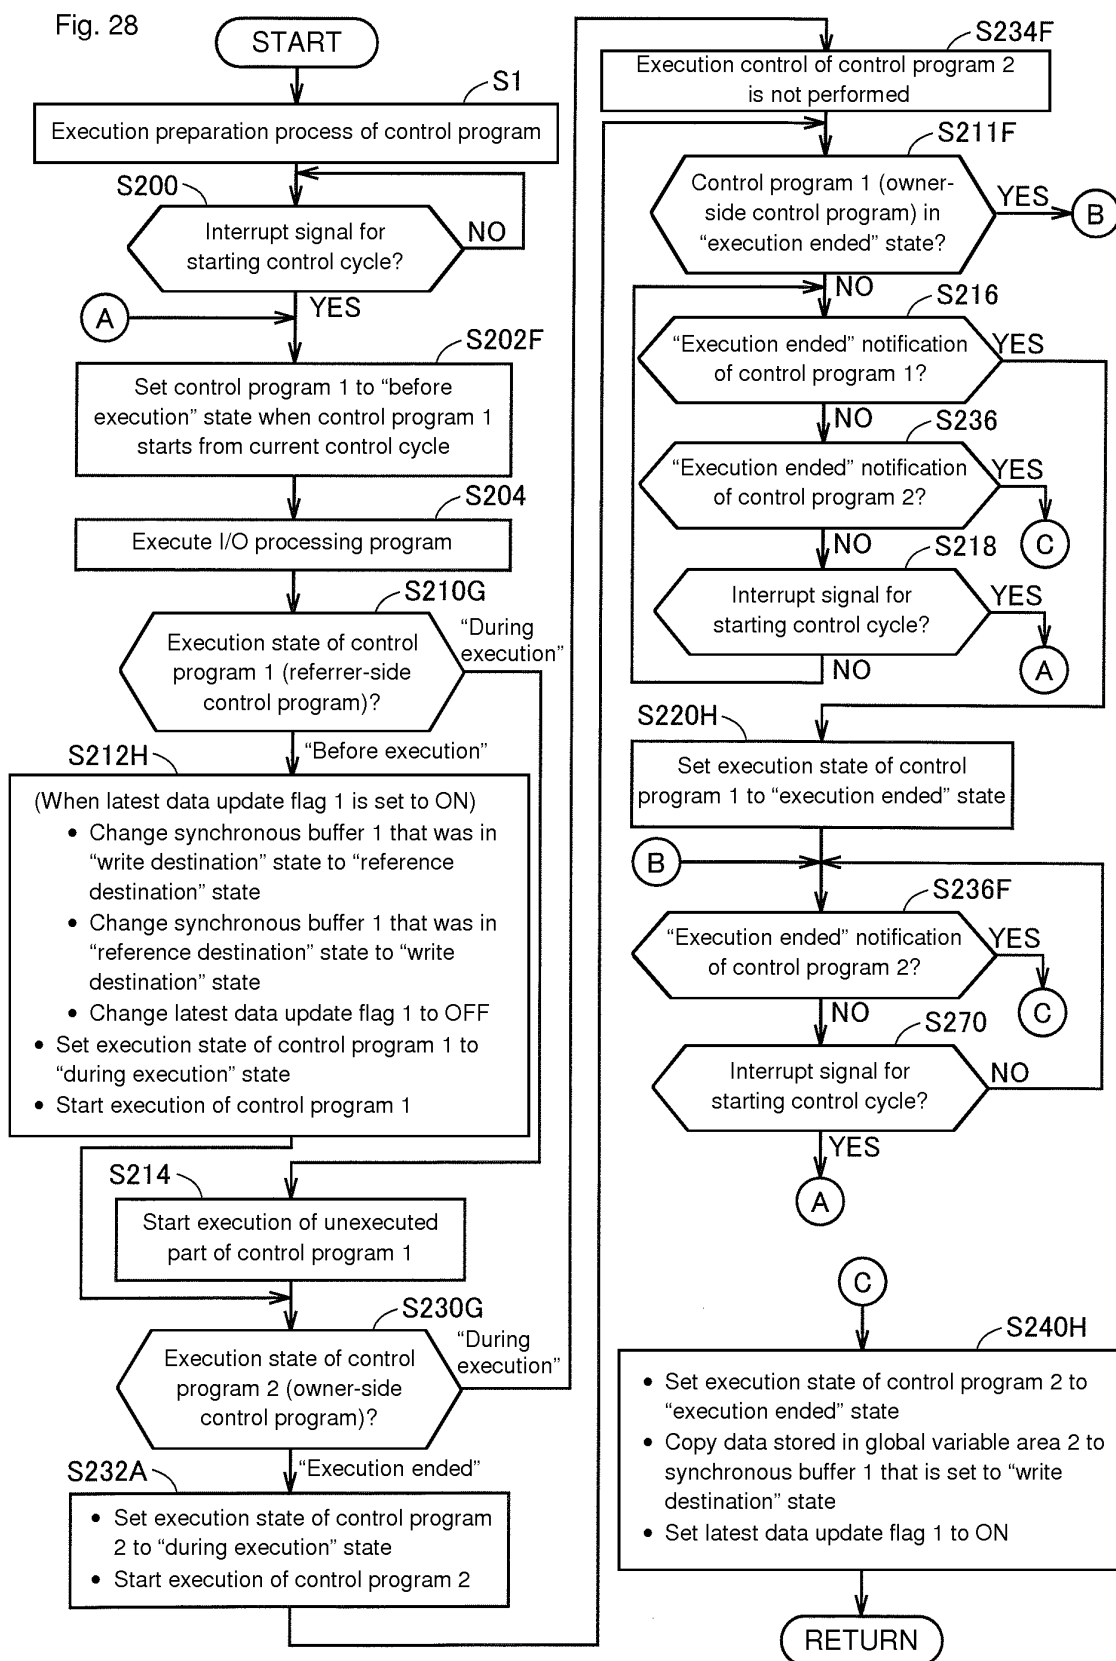 Fig. 28
START
S1
Execution preparation process of control program
S200
Interrupt signal for
starting control cycle?
NO
YES
A
S202F
Set control program 1 to “before
execution” state when control program 1
starts from current control cycle
S204
Execute I/O processing program
S210G
Execution state of control
program 1 (referrer-side
control program)?
“During
execution”
“Before execution”
S212H
(When latest data update flag 1 is set to ON)
• Change synchronous buffer 1 that was in
“write destination” state to “reference
destination” state
• Change synchronous buffer 1 that was in
“reference destination” state to “write
destination” state
• Change latest data update flag 1 to OFF
• Set execution state of control program 1 to
“during execution” state
• Start execution of control program 1
S214
Start execution of unexecuted
part of control program 1
S230G
Execution state of control
program 2 (owner-side
control program)?
“During
execution”
“Execution ended”
S232A
• Set execution state of control program
2 to “during execution” state
• Start execution of control program 2
S234F
Execution control of control program 2
is not performed
S211F
Control program 1 (owner-
side control program) in
“execution ended” state?
YES
B
NO
S216
“Execution ended” notification
of control program 1?
YES
NO
S236
“Execution ended” notification
of control program 2?
YES
C
NO
S218
Interrupt signal for
starting control cycle?
YES
A
NO
S220H
Set execution state of control
program 1 to “execution ended” state
B
S236F
“Execution ended” notification
of control program 2?
YES
C
NO
S270
Interrupt signal for
starting control cycle?
NO
YES
A
C
S240H
• Set execution state of control program 2 to
“execution ended” state
• Copy data stored in global variable area 2 to
synchronous buffer 1 that is set to “write
destination” state
• Set latest data update flag 1 to ON
RETURN